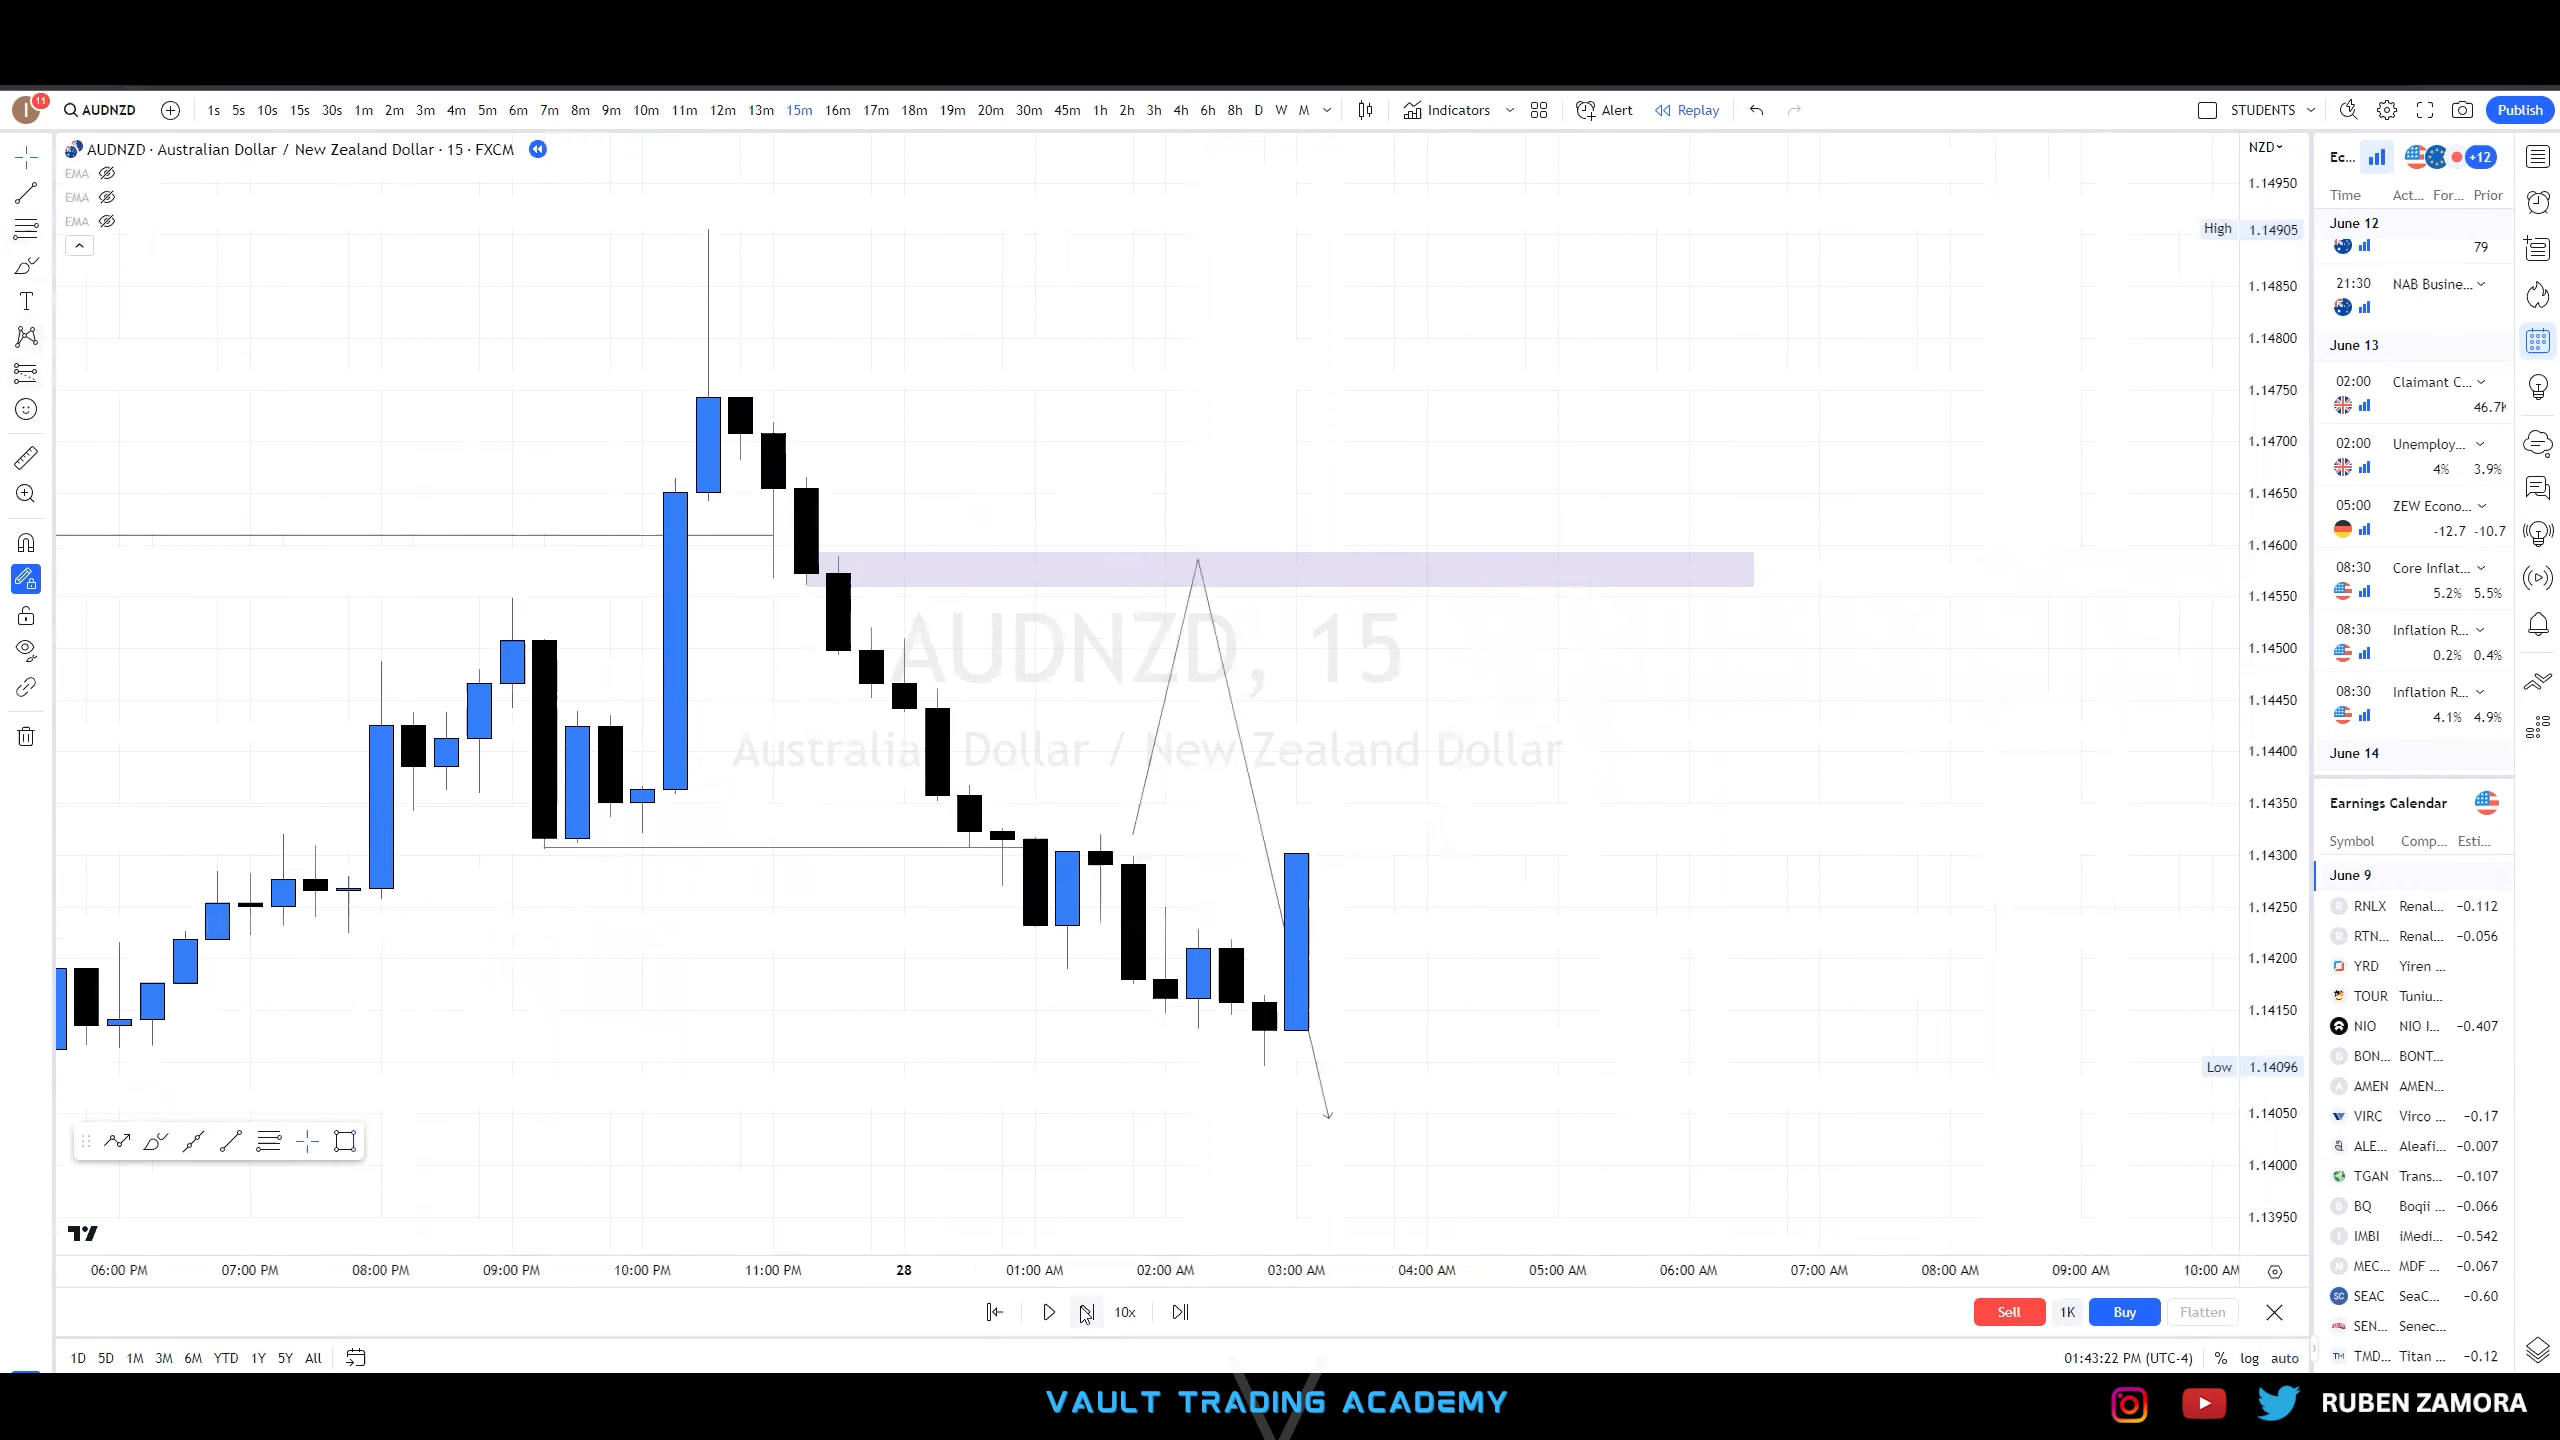 11
AUDNZD
1s 5s 10s 15s 30s 1m 2m 3m 4m 5m 6m 7m 8m 9m 10m 11m 12m 13m 15m 16m 17m 18m 19m 20m 30m 45m 1h 2h 3h 4h 6h 8h D W M
Indicators
Alert
Replay
STUDENTS
Publish
AUDNZD · Australian Dollar / New Zealand Dollar · 15 · FXCM
EMA
EMA
EMA
NZD
1.14950
High 1.14905
1.14850
1.14800
1.14750
1.14700
1.14650
1.14600
1.14550
1.14500
1.14450
1.14400
1.14350
1.14300
1.14250
1.14200
1.14150
Low 1.14096
1.14050
1.14000
1.13950
AUDNZD, 15
Australian Dollar / New Zealand Dollar
06:00 PM 07:00 PM 08:00 PM 09:00 PM 10:00 PM 11:00 PM 28 01:00 AM 02:00 AM 03:00 AM 04:00 AM 05:00 AM 06:00 AM 07:00 AM 08:00 AM 09:00 AM 10:00 AM
10x
Sell 1K Buy Flatten
1D 5D 1M 3M 6M YTD 1Y 5Y All
01:43:22 PM (UTC-4) % log auto
Ec... +12
Time Act... For... Prior
June 12
79
21:30 NAB Busine...
June 13
02:00 Claimant C...
46.7K
02:00 Unemploy...
4% 3.9%
05:00 ZEW Econo...
-12.7 -10.7
08:30 Core Inflat...
5.2% 5.5%
08:30 Inflation R...
0.2% 0.4%
08:30 Inflation R...
4.1% 4.9%
June 14
Earnings Calendar
Symbol Comp... Esti...
June 9
RNLX Renal... −0.112
RTN... Renal... −0.056
YRD Yiren ...
TOUR Tuniu...
NIO NIO I... −0.407
BON... BONT...
AMEN AMEN...
VIRC Virco ... −0.17
ALE... Aleafi... −0.007
TGAN Trans... −0.107
BQ Boqii ... −0.066
IMBI iMedi... −0.542
MEC... MDF ... −0.067
SEAC SeaC... −0.60
SEN... Senec...
TMD... Titan ... −0.12
VAULT TRADING ACADEMY
RUBEN ZAMORA